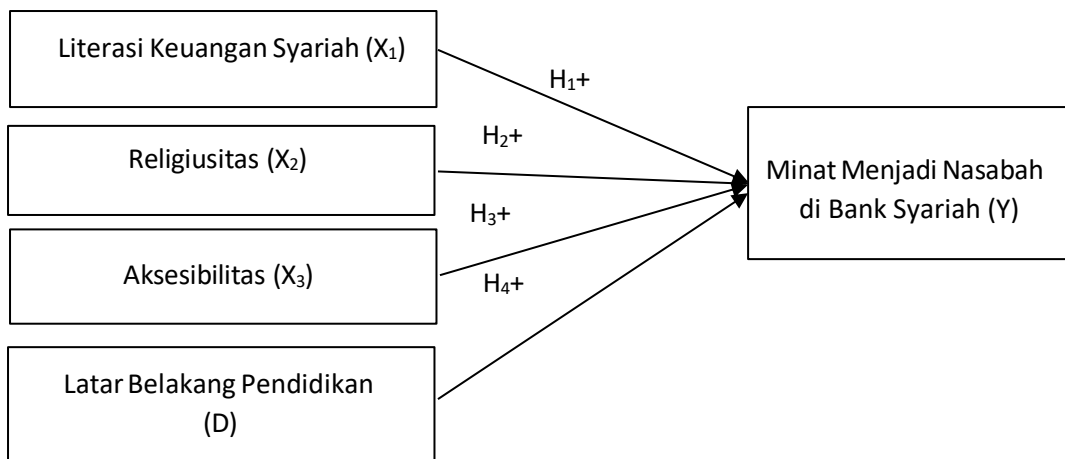 Literasi Keuangan Syariah (X₁)
H₁+
Religiusitas (X₂)
H₂+
Minat Menjadi Nasabah
di Bank Syariah (Y)
H₃+
Aksesibilitas (X₃)
H₄+
Latar Belakang Pendidikan
(D)